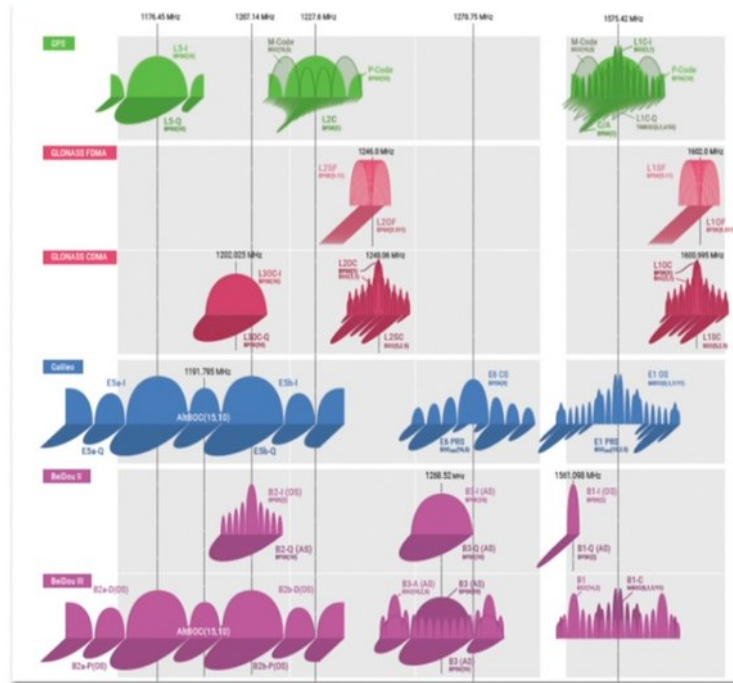 1176.45 MHz
1207.14 MHz
1227.6 MHz
1278.75 MHz
1575.42 MHz
GPS
L5-I
BPSK(10)
L5-Q
BPSK(10)
M-Code
P-Code
L2C
M-Code
L1C-I
P-Code
L1C-Q
C/A
GLONASS FDMA
1246.0 MHz
1602.0 MHz
L2SF
L2OF
L1SF
L1OF
GLONASS CDMA
1202.025 MHz
L3OC-I
L3OC-Q
L2OC
L2SC
1600.995 MHz
L1OC
L1SC
Galileo
E5a-I
1191.795 MHz
E5b-I
AltBOC(15,10)
E5a-Q
E5b-Q
E6 CS
E6 PRS
E1 OS
E1 PRS
BeiDou II
1268.52 MHz
1561.098 MHz
B2-I (OS)
B2-Q (AS)
B3-I (AS)
B3-Q (AS)
B1-I (OS)
B1-Q (AS)
BeiDou III
B2a-D(OS)
B2b-D(OS)
AltBOC(15,10)
B2a-P(OS)
B2b-P(OS)
B3-A (AS)
B3 (AS)
B3 (AS)
B1
B1-C